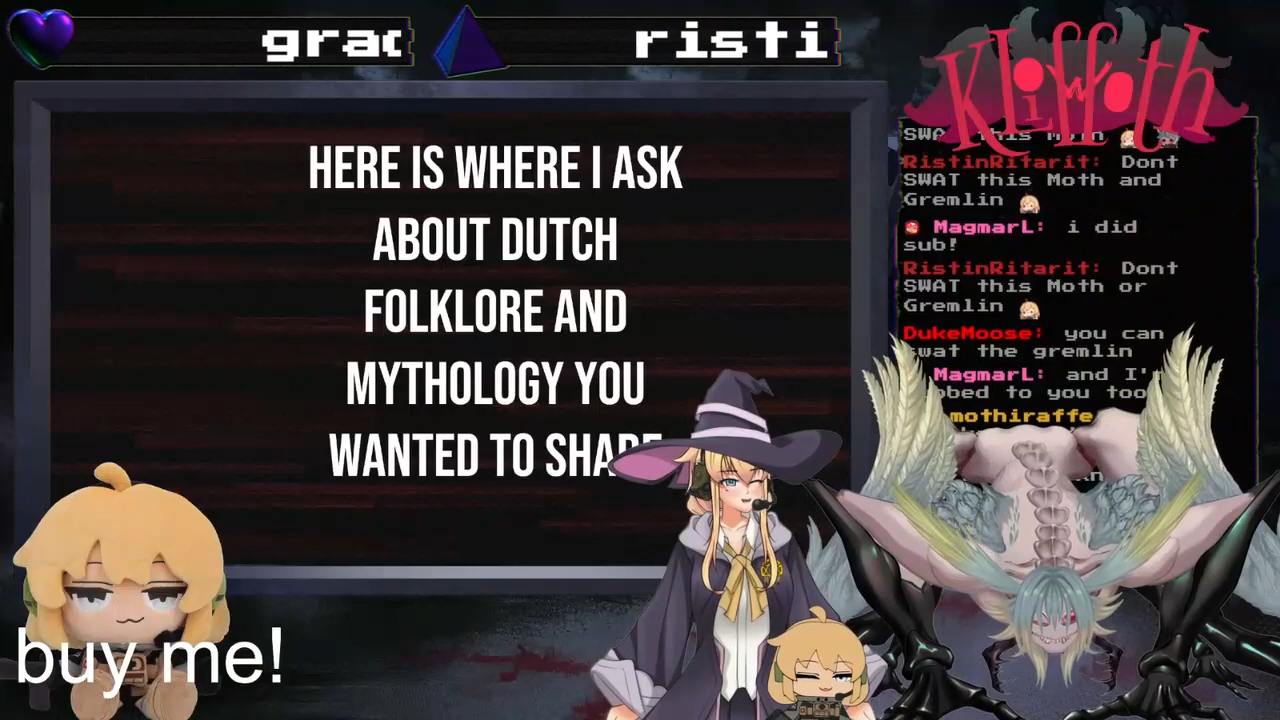 grac
risti
Kliffoth
HERE IS WHERE I ASK
ABOUT DUTCH
FOLKLORE AND
MYTHOLOGY YOU
WANTED TO SHARE
RistinRitarit: Dont
SWAT this Moth and
Gremlin
MagmarL: i did
sub!
RistinRitarit: Dont
SWAT this Moth or
Gremlin
DukeMoose: you can
swat the gremlin
MagmarL: and I'
to you too
mothiraffe
buy me!